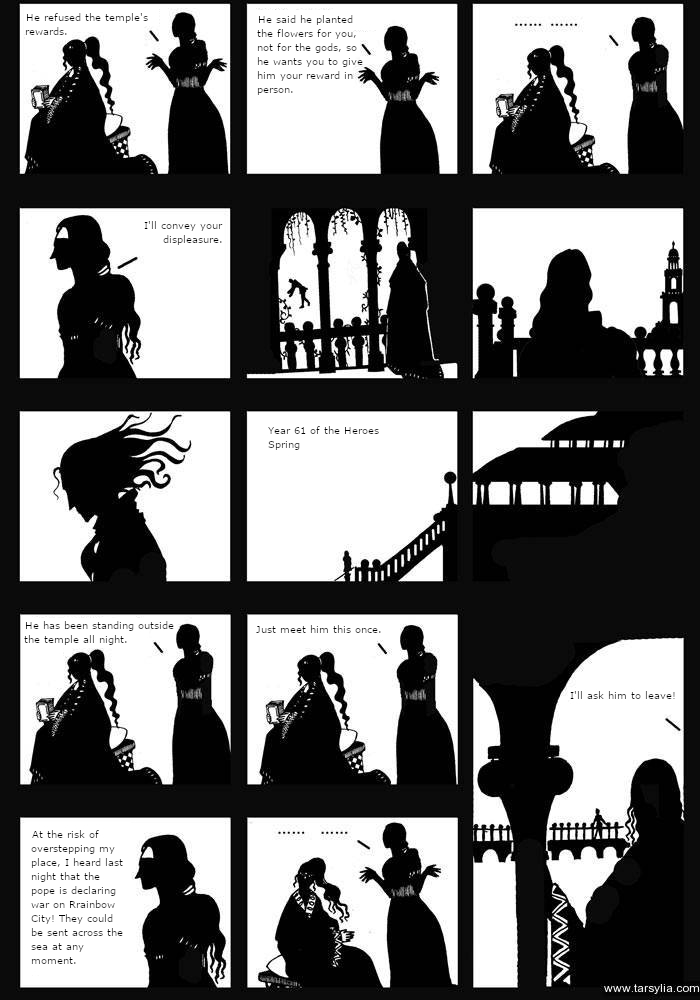 He refused the temple's
rewards.
He said he planted
the flowers for you,
not for the gods, so
he wants you to give
him your reward in
person.
...... ......
I'll convey your
displeasure.
Year 61 of the Heroes
Spring
He has been standing outside
the temple all night.
Just meet him this once.
I'll ask him to leave!
At the risk of
overstepping my
place, I heard last
night that the
pope is declaring
war on Rrainbow
City! They could
be sent across the
sea at any
moment.
...... ......
www.tarsylia.com